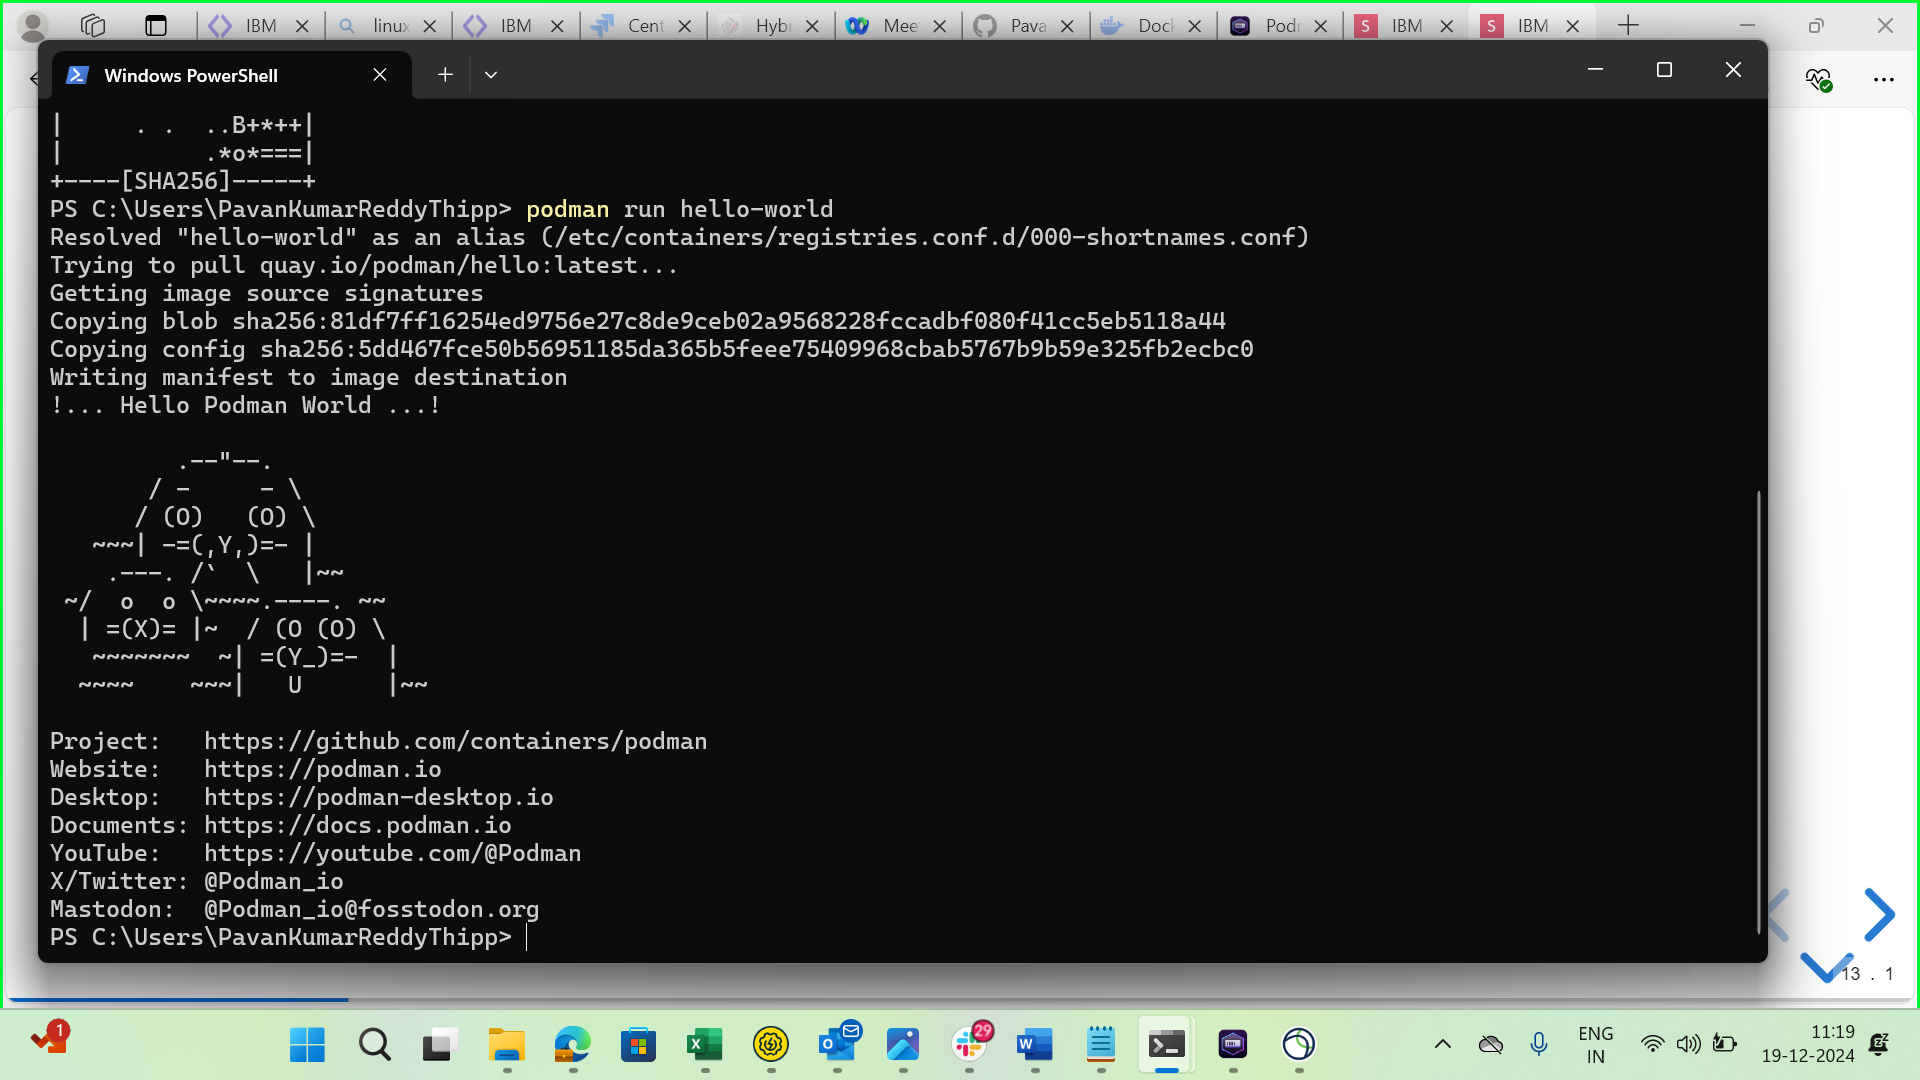 IBM
linux
IBM
Cent
Hybr
Mee
Pava
Dock
Podr
S IBM
S IBM
Windows PowerShell
|      . .  ..B+*++|
|           .*o*===|
+----[SHA256]-----+
PS C:\Users\PavanKumarReddyThipp> podman run hello-world
Resolved "hello-world" as an alias (/etc/containers/registries.conf.d/000-shortnames.conf)
Trying to pull quay.io/podman/hello:latest...
Getting image source signatures
Copying blob sha256:81df7ff16254ed9756e27c8de9ceb02a9568228fccadbf080f41cc5eb5118a44
Copying config sha256:5dd467fce50b56951185da365b5feee75409968cbab5767b9b59e325fb2ecbc0
Writing manifest to image destination
!... Hello Podman World ...!
         .--"--.
       / -     - \
      / (O)   (O) \
   ~~~| -=(,Y,)=- |
    .---. /`  \   |~~
 ~/  o  o \~~~~.----. ~~
  | =(X)= |~  / (O (O) \
   ~~~~~~~  ~| =(Y_)=-  |
  ~~~~    ~~~|   U      |~~
Project:   https://github.com/containers/podman
Website:   https://podman.io
Desktop:   https://podman-desktop.io
Documents: https://docs.podman.io
YouTube:   https://youtube.com/@Podman
X/Twitter: @Podman_io
Mastodon:  @Podman_io@fosstodon.org
PS C:\Users\PavanKumarReddyThipp>
13 . 1
1
29
ENG
IN
11:19
19-12-2024